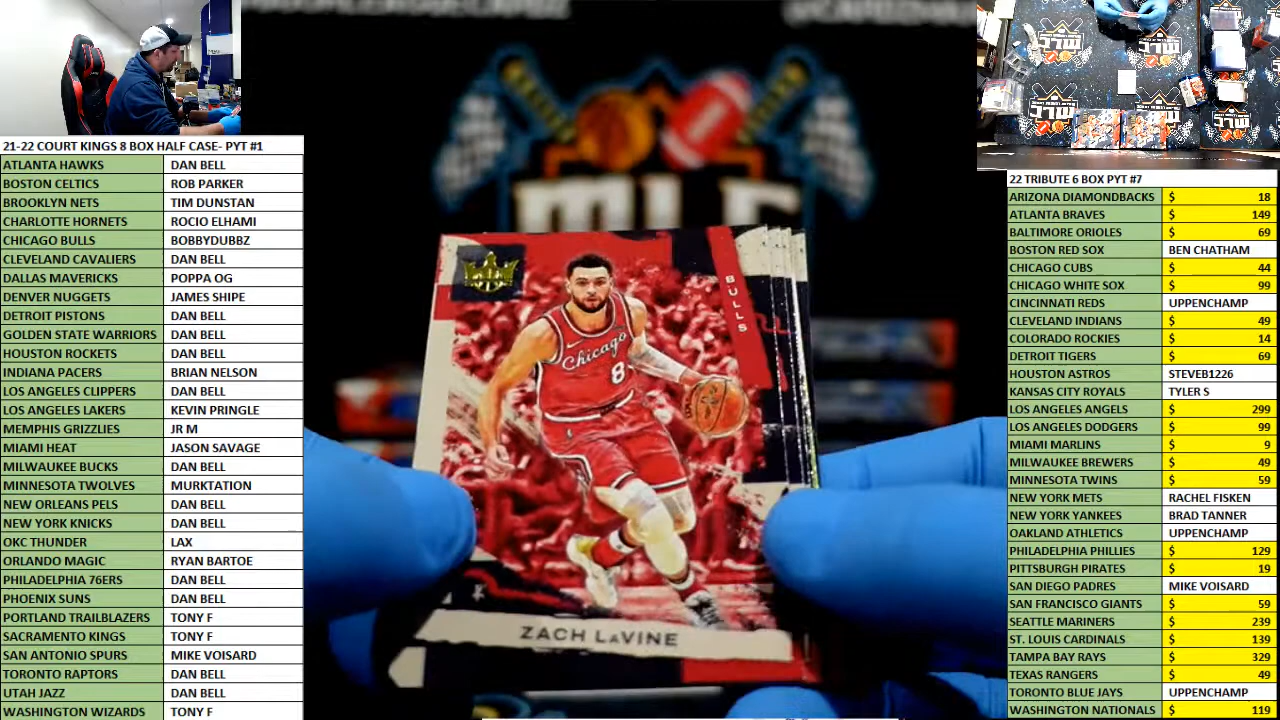 21-22 COURT KINGS 8 BOX HALF CASE- PYT #1
ATLANTA HAWKS DAN BELL
BOSTON CELTICS ROB PARKER
BROOKLYN NETS TIM DUNSTAN
CHARLOTTE HORNETS ROCIO ELHAMI
CHICAGO BULLS BOBBYDUBBZ
CLEVELAND CAVALIERS DAN BELL
DALLAS MAVERICKS POPPA OG
DENVER NUGGETS JAMES SHIPE
DETROIT PISTONS DAN BELL
GOLDEN STATE WARRIORS DAN BELL
HOUSTON ROCKETS DAN BELL
INDIANA PACERS BRIAN NELSON
LOS ANGELES CLIPPERS DAN BELL
LOS ANGELES LAKERS KEVIN PRINGLE
MEMPHIS GRIZZLIES JR M
MIAMI HEAT JASON SAVAGE
MILWAUKEE BUCKS DAN BELL
MINNESOTA TWOLVES MURKTATION
NEW ORLEANS PELS DAN BELL
NEW YORK KNICKS DAN BELL
OKC THUNDER LAX
ORLANDO MAGIC RYAN BARTOE
PHILADELPHIA 76ERS DAN BELL
PHOENIX SUNS DAN BELL
PORTLAND TRAILBLAZERS TONY F
SACRAMENTO KINGS TONY F
SAN ANTONIO SPURS MIKE VOISARD
TORONTO RAPTORS DAN BELL
UTAH JAZZ DAN BELL
WASHINGTON WIZARDS TONY F
BULLS
Chicago
8
ZACH LaVINE
22 TRIBUTE 6 BOX PYT #7
ARIZONA DIAMONDBACKS $ 18
ATLANTA BRAVES $ 149
BALTIMORE ORIOLES $ 69
BOSTON RED SOX BEN CHATHAM
CHICAGO CUBS $ 44
CHICAGO WHITE SOX $ 99
CINCINNATI REDS UPPENCHAMP
CLEVELAND INDIANS $ 49
COLORADO ROCKIES $ 14
DETROIT TIGERS $ 69
HOUSTON ASTROS STEVEB1226
KANSAS CITY ROYALS TYLER S
LOS ANGELES ANGELS $ 299
LOS ANGELES DODGERS $ 99
MIAMI MARLINS $ 9
MILWAUKEE BREWERS $ 49
MINNESOTA TWINS $ 59
NEW YORK METS RACHEL FISKEN
NEW YORK YANKEES BRAD TANNER
OAKLAND ATHLETICS UPPENCHAMP
PHILADELPHIA PHILLIES $ 129
PITTSBURGH PIRATES $ 19
SAN DIEGO PADRES MIKE VOISARD
SAN FRANCISCO GIANTS $ 59
SEATTLE MARINERS $ 239
ST. LOUIS CARDINALS $ 139
TAMPA BAY RAYS $ 329
TEXAS RANGERS $ 49
TORONTO BLUE JAYS UPPENCHAMP
WASHINGTON NATIONALS $ 119